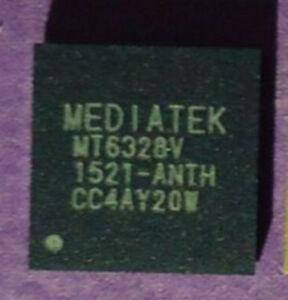 MEDIATEK
MT6328V
1521-ANTH
CC4AY20W